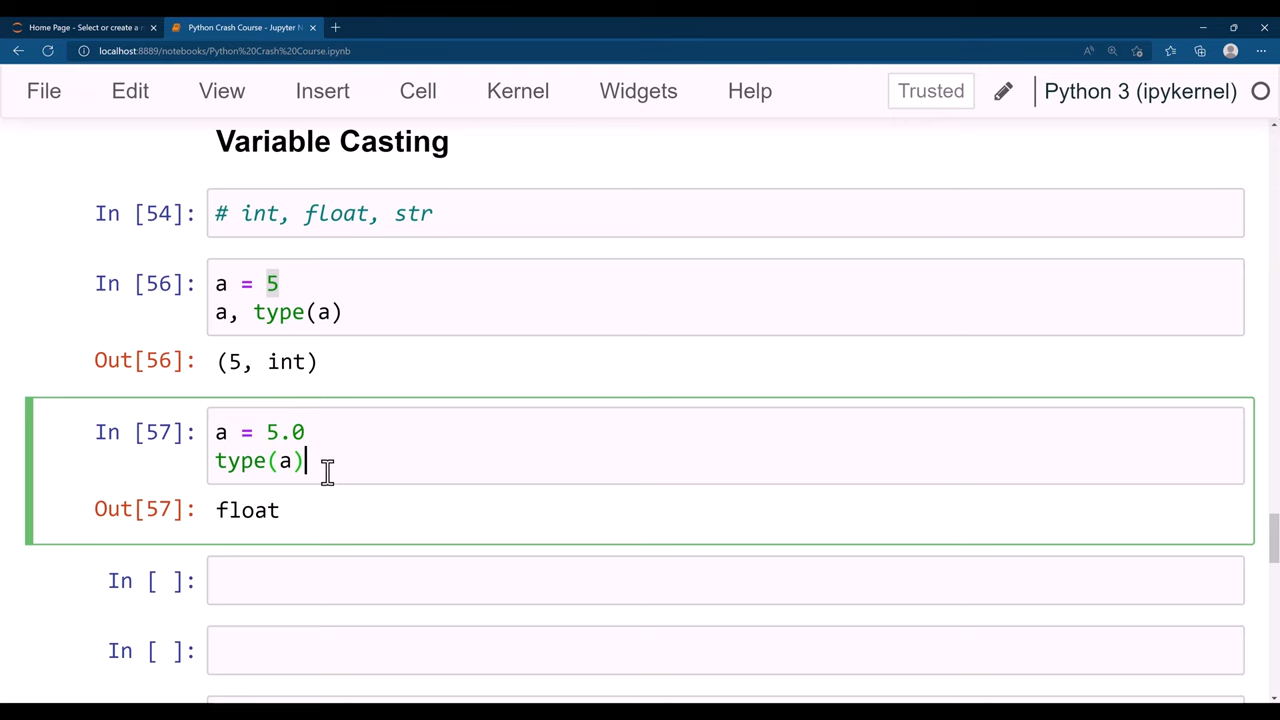 Home Page - Select or create a n
Python Crash Course - Jupyter N
localhost:8889/notebooks/Python%20Crash%20Course.ipynb
File Edit View Insert Cell Kernel Widgets Help Trusted Python 3 (ipykernel)
Variable Casting
In [54]: # int, float, str
In [56]: a = 5
a, type(a)
Out[56]: (5, int)
In [57]: a = 5.0
type(a)
Out[57]: float
In [ ]:
In [ ]: